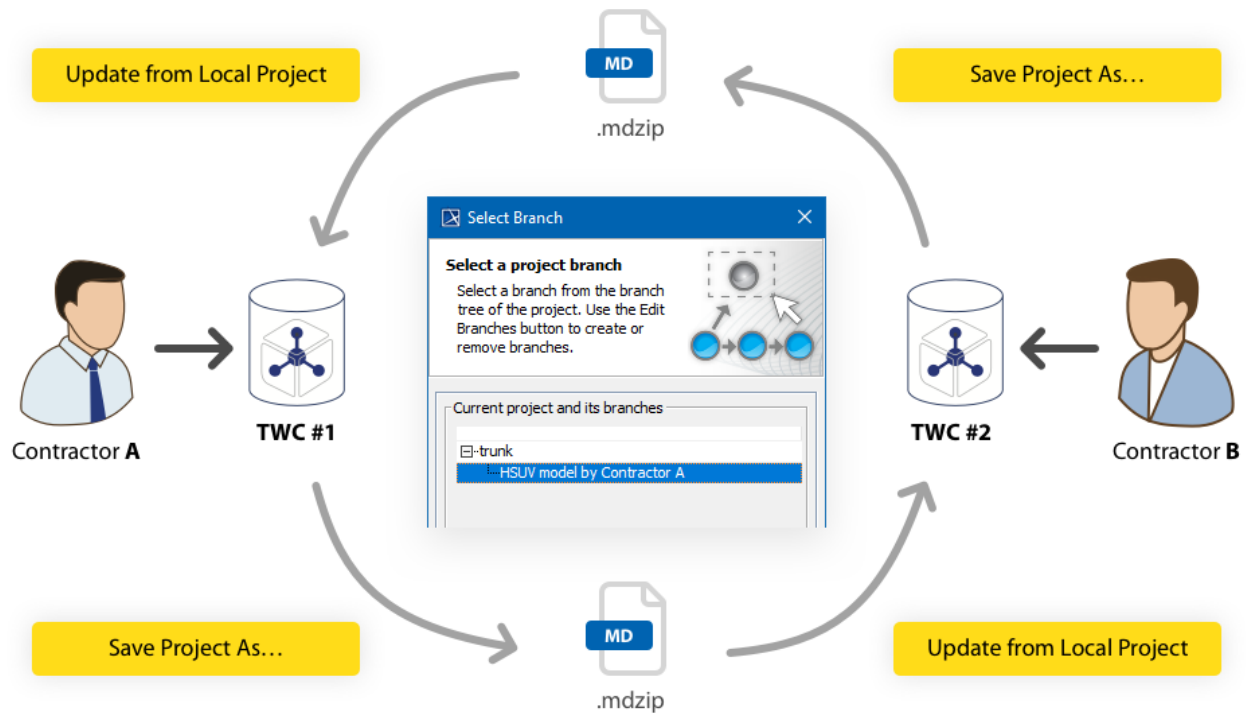 Update from Local Project
MD
.mdzip
Save Project As...
Select Branch
Select a project branch
Select a branch from the branch
tree of the project. Use the Edit
Branches button to create or
remove branches.
Current project and its branches
trunk
HSUV model by Contractor A
Contractor A
TWC #1
TWC #2
Contractor B
Save Project As...
MD
.mdzip
Update from Local Project